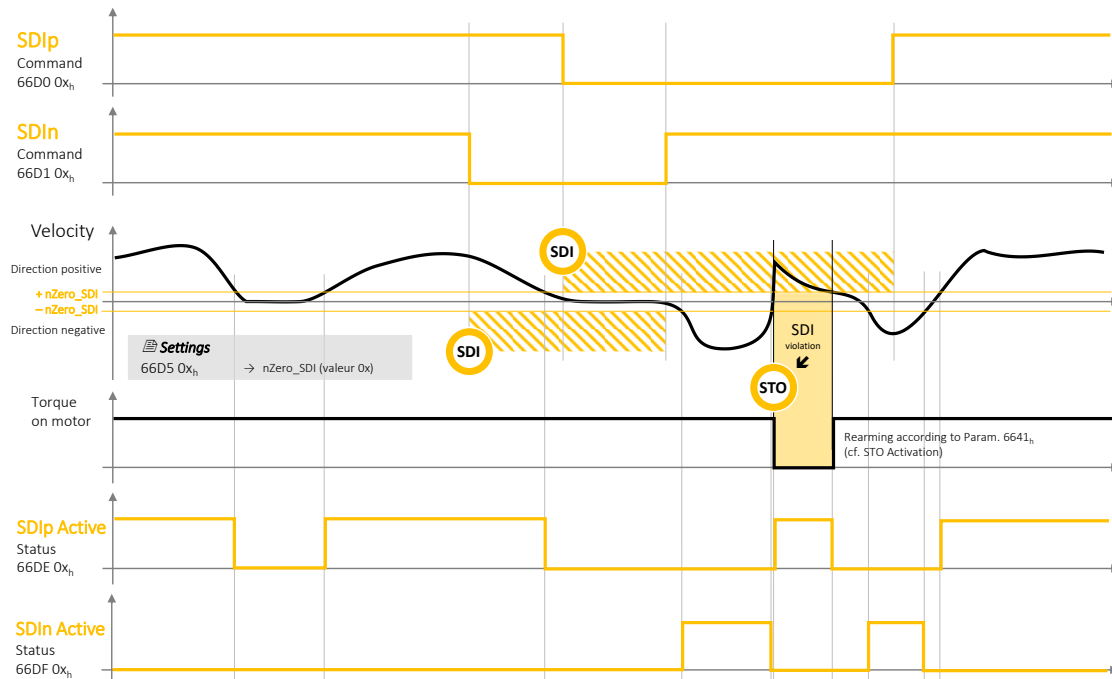 SDIp
Command
66D0 0xh
SDIn
Command
66D1 0xh
Velocity
Direction positive
+ nZero_SDI
− nZero_SDI
Direction negative
SDI
SDI
SDI
violation
STO
Settings
66D5 0xh → nZero_SDI (valeur 0x)
Torque
on motor
Rearming according to Param. 6641h
(cf. STO Activation)
SDIp Active
Status
66DE 0xh
SDIn Active
Status
66DF 0xh